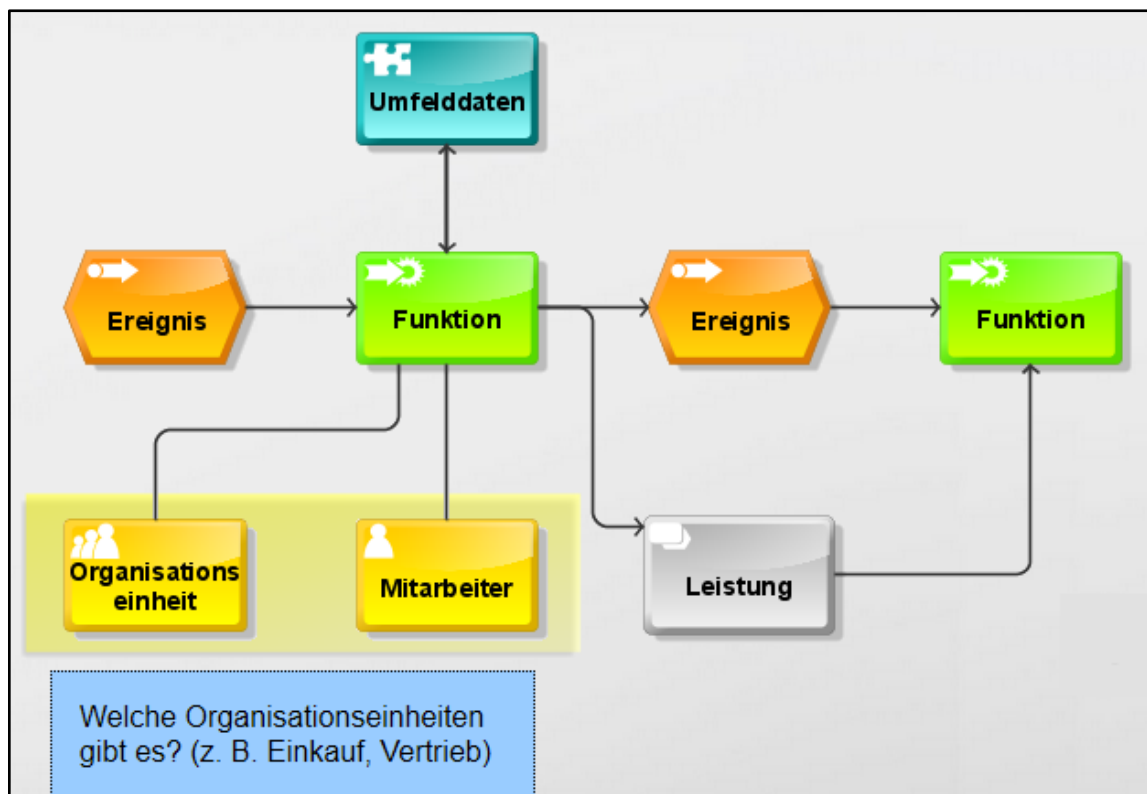 Umfelddaten
Ereignis
Funktion
Ereignis
Funktion
Organisations
einheit
Mitarbeiter
Leistung
Welche Organisationseinheiten
gibt es? (z. B. Einkauf, Vertrieb)